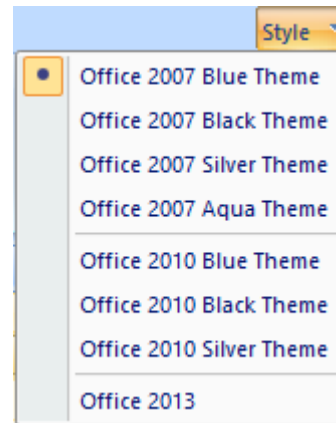 Style
Office 2007 Blue Theme
Office 2007 Black Theme
Office 2007 Silver Theme
Office 2007 Aqua Theme
Office 2010 Blue Theme
Office 2010 Black Theme
Office 2010 Silver Theme
Office 2013